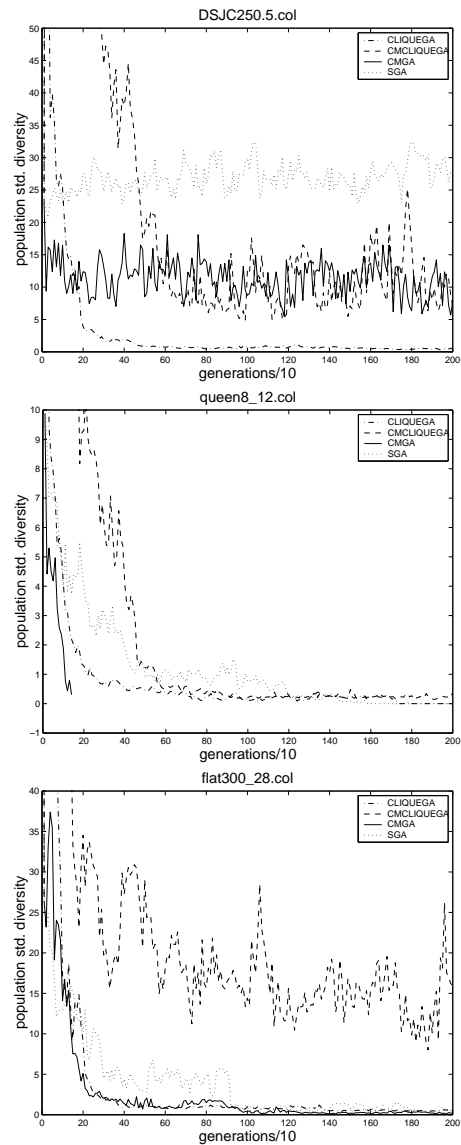 DSJC250.5.col
50
45
40
35
30
25
20
15
10
5
0
population std. diversity
CLIQUEGA
CMCLIQUEGA
CMGA
SGA
0 20 40 60 80 100 120 140 160 180 200
generations/10
queen8_12.col
10
9
8
7
6
5
4
3
2
1
0
−1
population std. diversity
CLIQUEGA
CMCLIQUEGA
CMGA
SGA
0 20 40 60 80 100 120 140 160 180 200
generations/10
flat300_28.col
40
35
30
25
20
15
10
5
0
population std. diversity
CLIQUEGA
CMCLIQUEGA
CMGA
SGA
0 20 40 60 80 100 120 140 160 180 200
generations/10